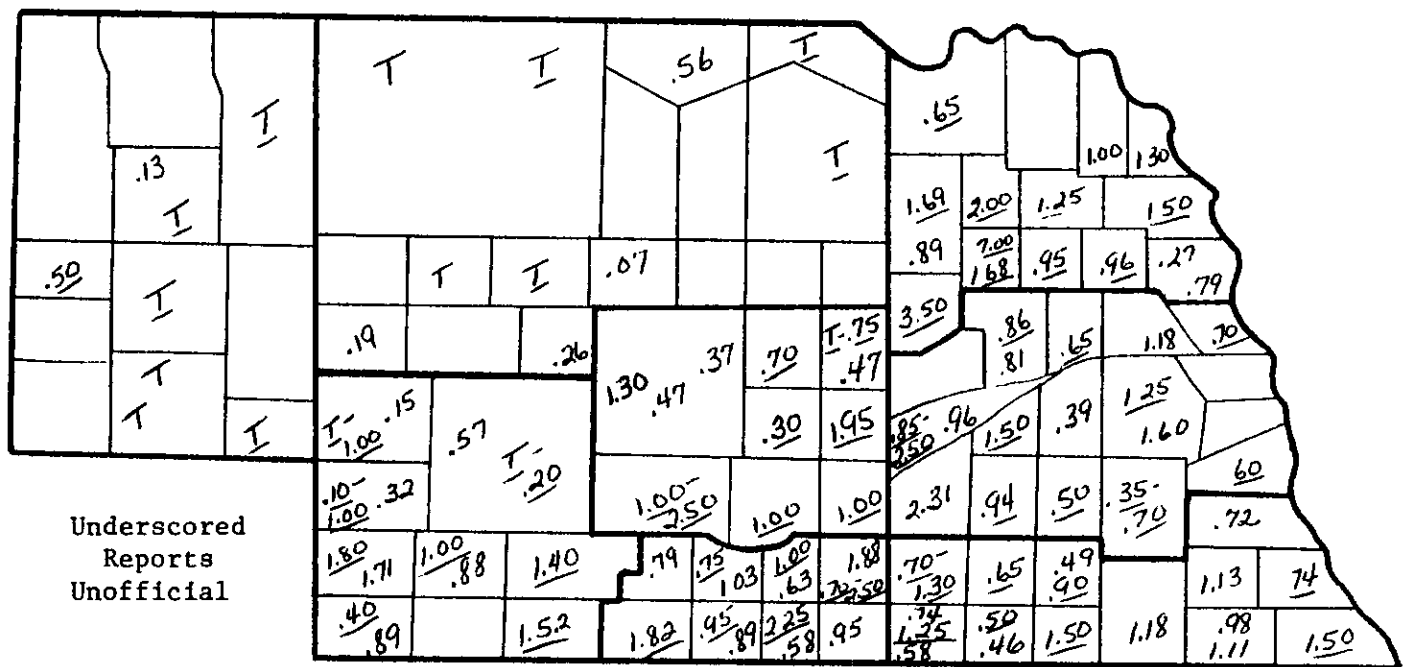 T T .56 T
T .65
.13 T 1.00 1 30
T 1.69 2.00 1.25 1 50
.50 T T T .07 .89 7.00 .95 .96 .27
1 68 .79
3.50
.19 .26 .37 .70 T-.75 .86 .65 1.18 .70
.47 .81
T 1.30 .47
T T T- .15 .57 .30 1.95 .85- .96 1.50 .39 1 25
1.00 2.50 1.60
T- 60
.20
.10- .32 1.00- 1.00 1.00 2.31 .94 .50 .35-
1.00 2.50 .70 .72
Underscored
Reports
Unofficial
1.80 1.00 1.40 .79 .75 1.00 1.88 .70- .65 .49 1.13 74
1.71 .88 1 03 .63 .70-2.50 1.30 .90
.40 1.52 1.82 .95 2.25 .95 .74 .50 1.50 1.18 .98 1.50
.89 .89 .58 1.25 .46 1.11
.58